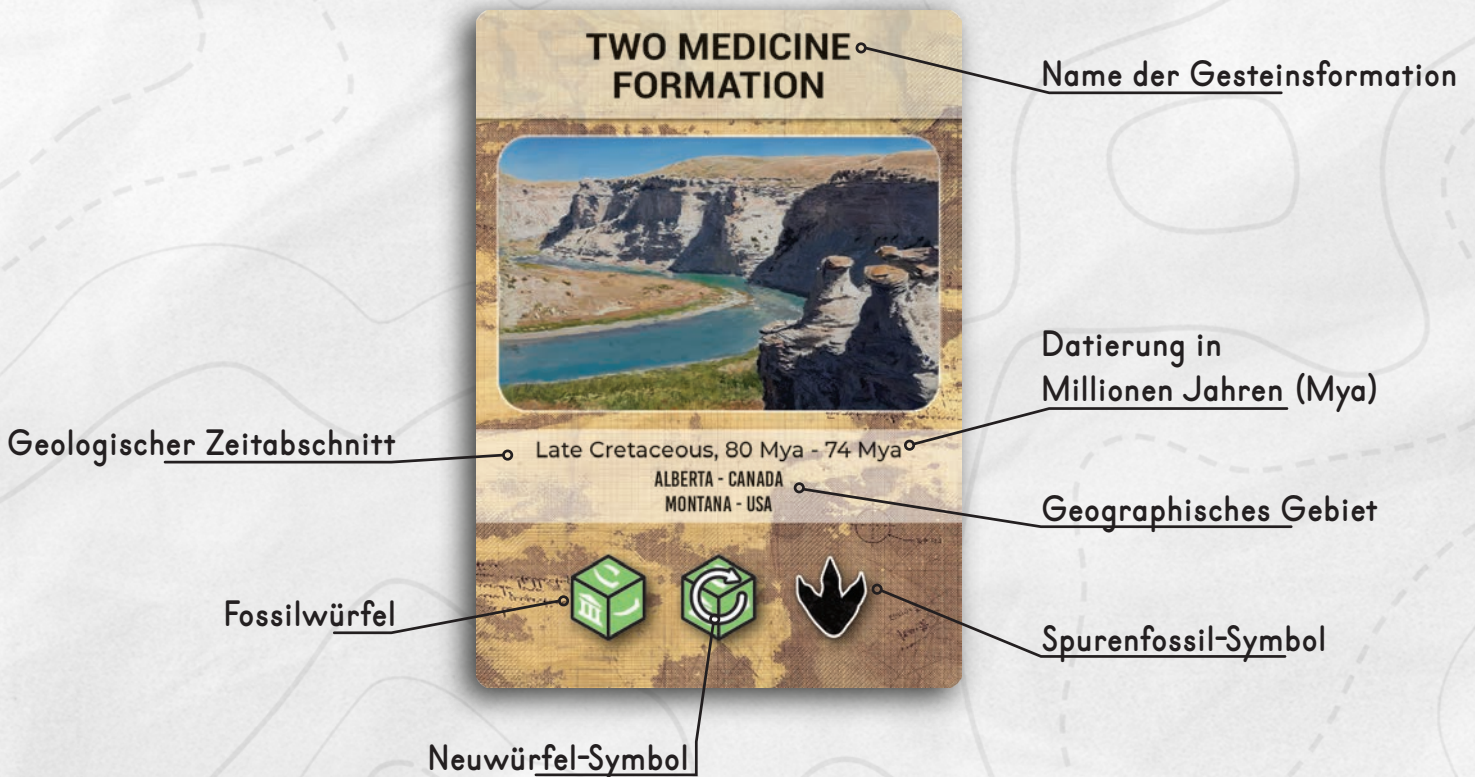 TWO MEDICINE
FORMATION
Name der Gesteinsformation
Datierung in
Millionen Jahren (Mya)
Geologischer Zeitabschnitt
Late Cretaceous, 80 Mya - 74 Mya
ALBERTA - CANADA
MONTANA - USA
Geographisches Gebiet
Fossilwürfel
Spurenfossil-Symbol
Neuwürfel-Symbol